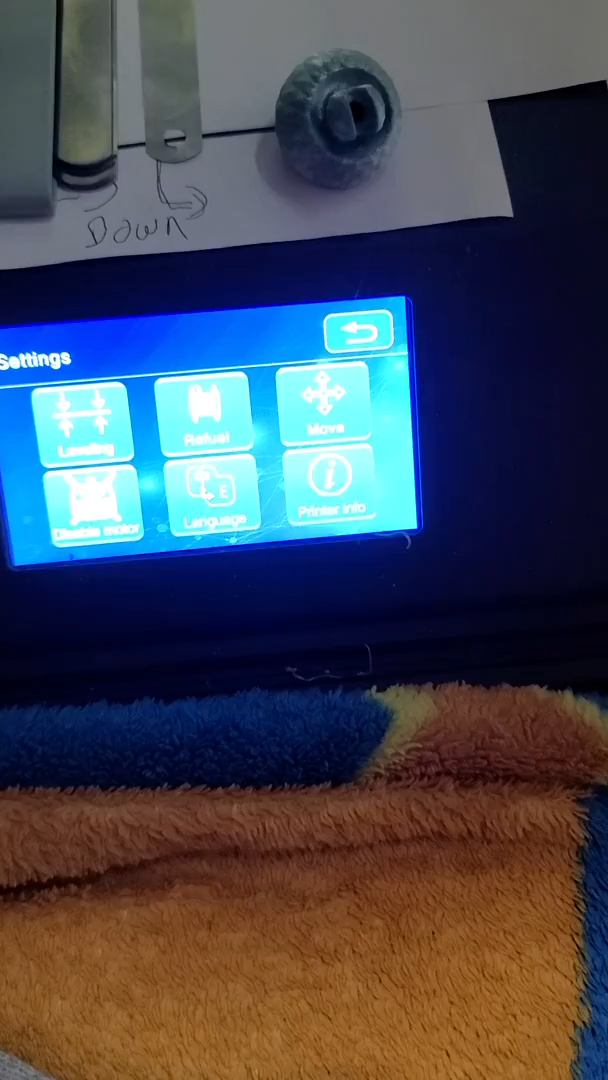 Down
Settings
Leveling
Refuel
Move
Disable motor
Language
Printer info
E